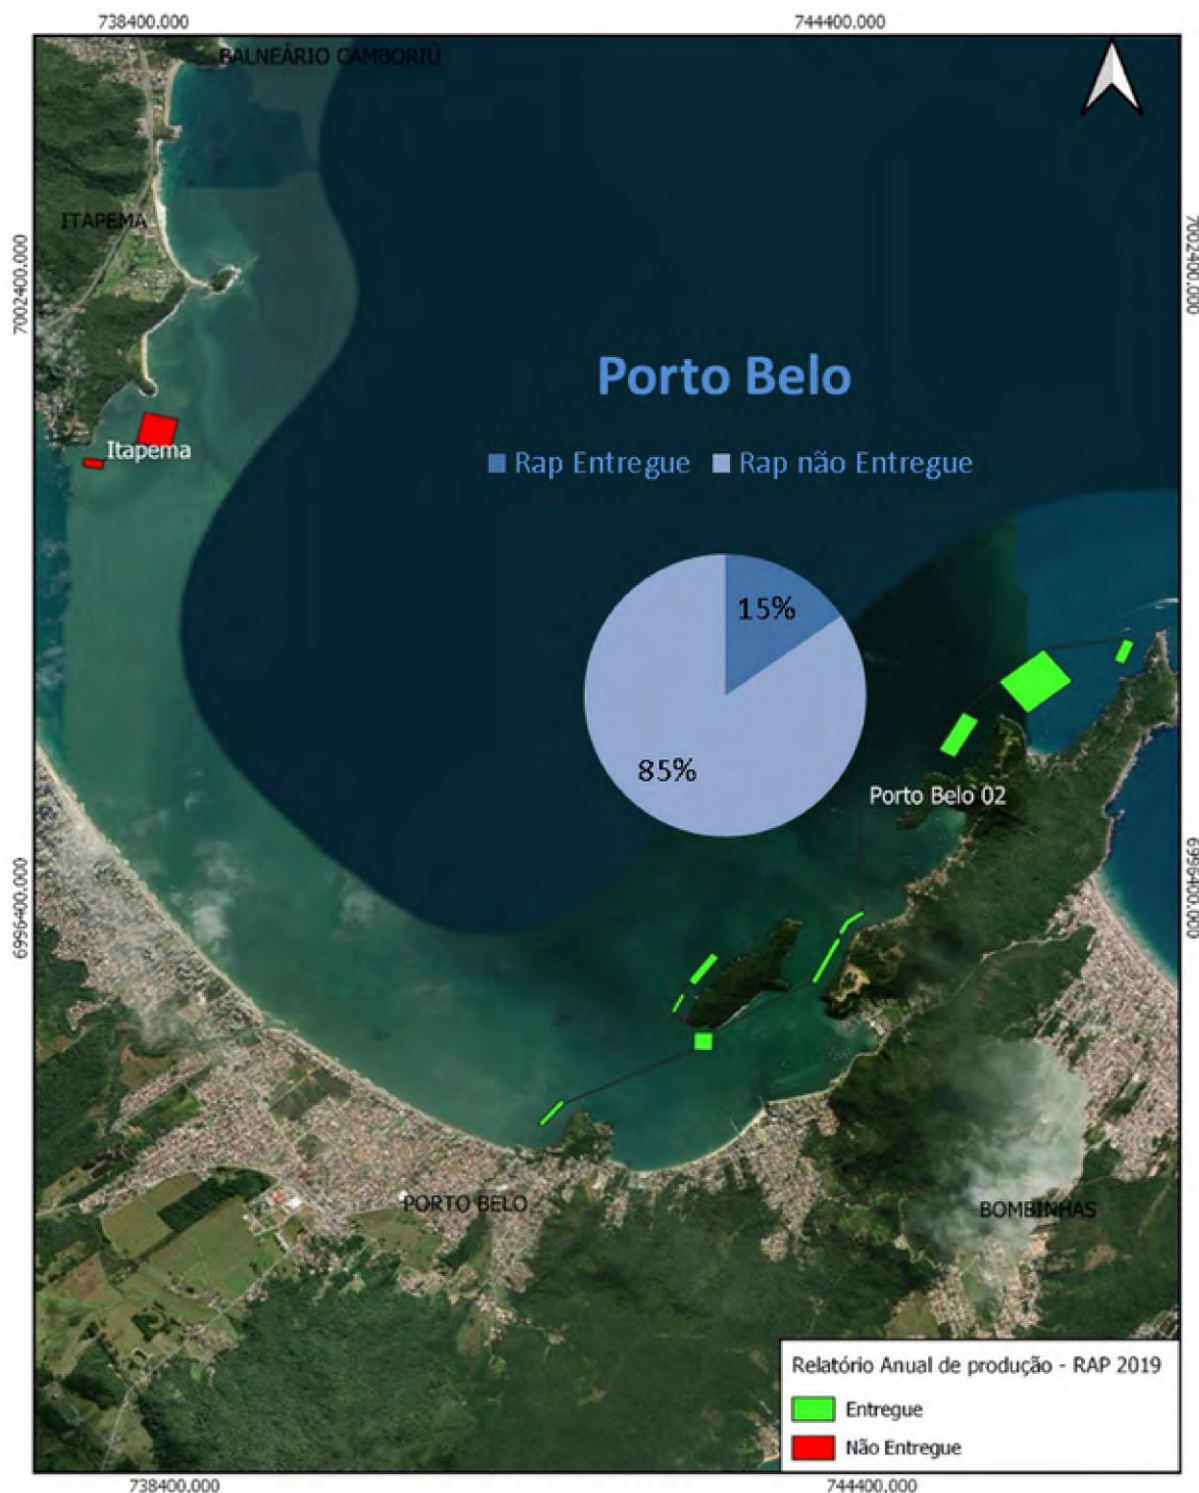 738400.000
744400.000
BALNEÁRIO CAMBORIÚ
ITAPEMA
7002400.000
7002400.000
Porto Belo
Rap Entregue Rap não Entregue
Itapema
15%
85%
Porto Belo 02
6996400.000
6996400.000
PORTO BELO
BOMBINHAS
Relatório Anual de produção - RAP 2019
Entregue
Não Entregue
738400.000
744400.000